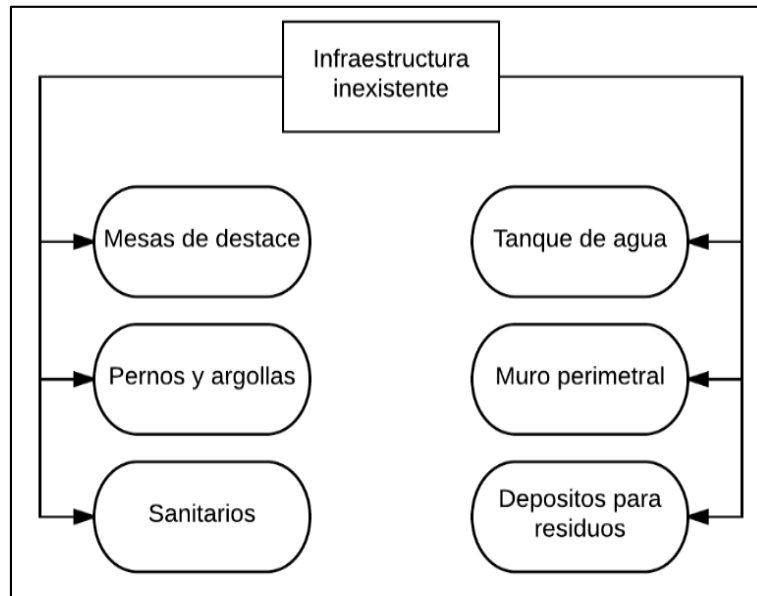 Infraestructura
inexistente
Mesas de destace
Tanque de agua
Pernos y argollas
Muro perimetral
Sanitarios
Depositos para
residuos